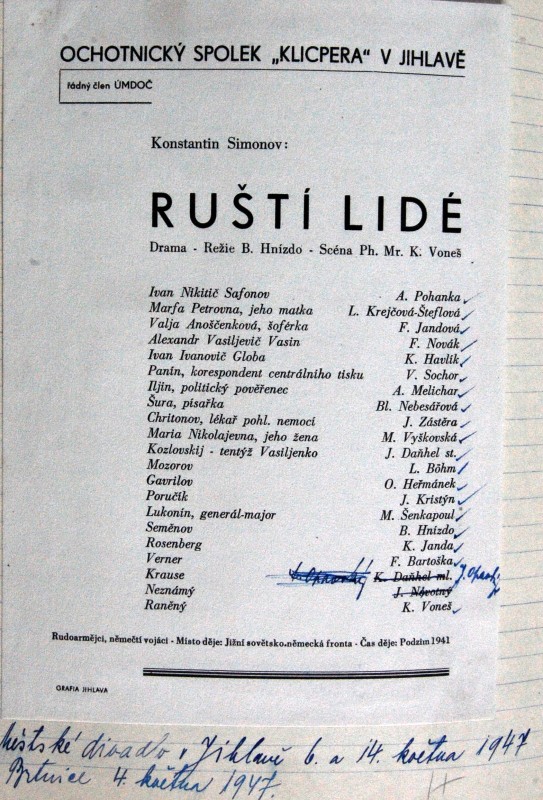 OCHOTNICKÝ SPOLEK „KLICPERA“ V JIHLAVĚ
řádný člen ÚMDOČ
Konstantin Simonov:
RUŠTÍ LIDÉ
Drama - Režie B. Hnízdo - Scéna Ph. Mr. K. Voneš
Ivan Nikitič Safonov A. Pohanka
Marfa Petrovna, jeho matka L. Krejčová-Šteflová
Valja Anoščenková, šoférka F. Jandová
Alexandr Vasiljevič Vasin F. Novák
Ivan Ivanovič Globa K. Havlík
Panín, korespondent centrálního tisku V. Sochor
Iljin, politický pověřenec A. Melichar
Šura, písařka Bl. Nebesářová
Chritonov, lékař pohl. nemocí J. Zástěra
Maria Nikolajevna, jeho žena M. Vyškovská
Kozlovskij - tentýž Vasiljenko J. Daňhel st.
Mozorov L. Böhm
Gavrilov O. Heřmánek
Poručík J. Kristýn
Lukonín, generál-major M. Šenkapoul
Seměnov B. Hnízdo
Rosenberg K. Janda
Verner F. Bartoška
Krause K. Daňhel ml.
Neznámý J. Novotný
Raněný K. Voneš
Rudoarmějci, němečtí vojáci - Místo děje: Jižní sovětsko-německá fronta - Čas děje: Podzim 1941
GRAFIA JIHLAVA
Městské divadlo v Jihlavě 6. a 14. května 1947
Brtnice 4. května 1947.